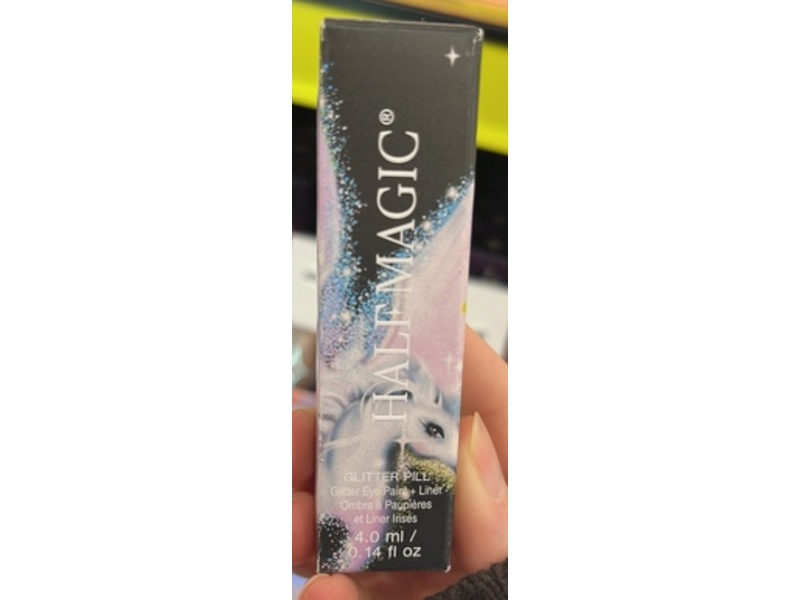 HALF MAGIC®
GLITTER PILL
Glitter Eye Paint + Liner
Ombre à Paupières
et Liner Irisés
4.0 ml /
0.14 fl oz